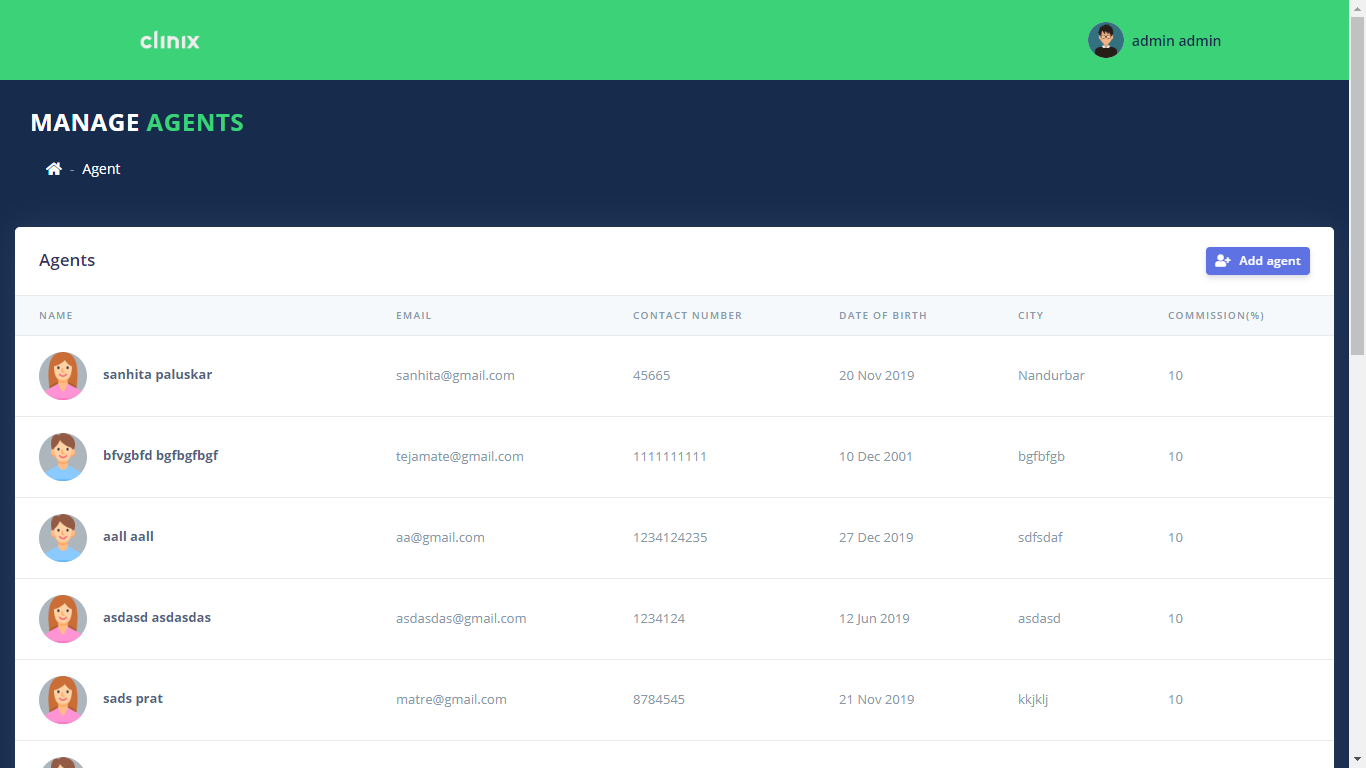 clinix
admin admin
MANAGE AGENTS
- Agent
Agents
Add agent
NAME EMAIL CONTACT NUMBER DATE OF BIRTH CITY COMMISSION(%)
sanhita paluskar sanhita@gmail.com 45665 20 Nov 2019 Nandurbar 10
bfvgbfd bgfbgfbgf tejamate@gmail.com 1111111111 10 Dec 2001 bgfbfgb 10
aall aall aa@gmail.com 1234124235 27 Dec 2019 sdfsdaf 10
asdasd asdasdas asdasdas@gmail.com 1234124 12 Jun 2019 asdasd 10
sads prat matre@gmail.com 8784545 21 Nov 2019 kkjklj 10